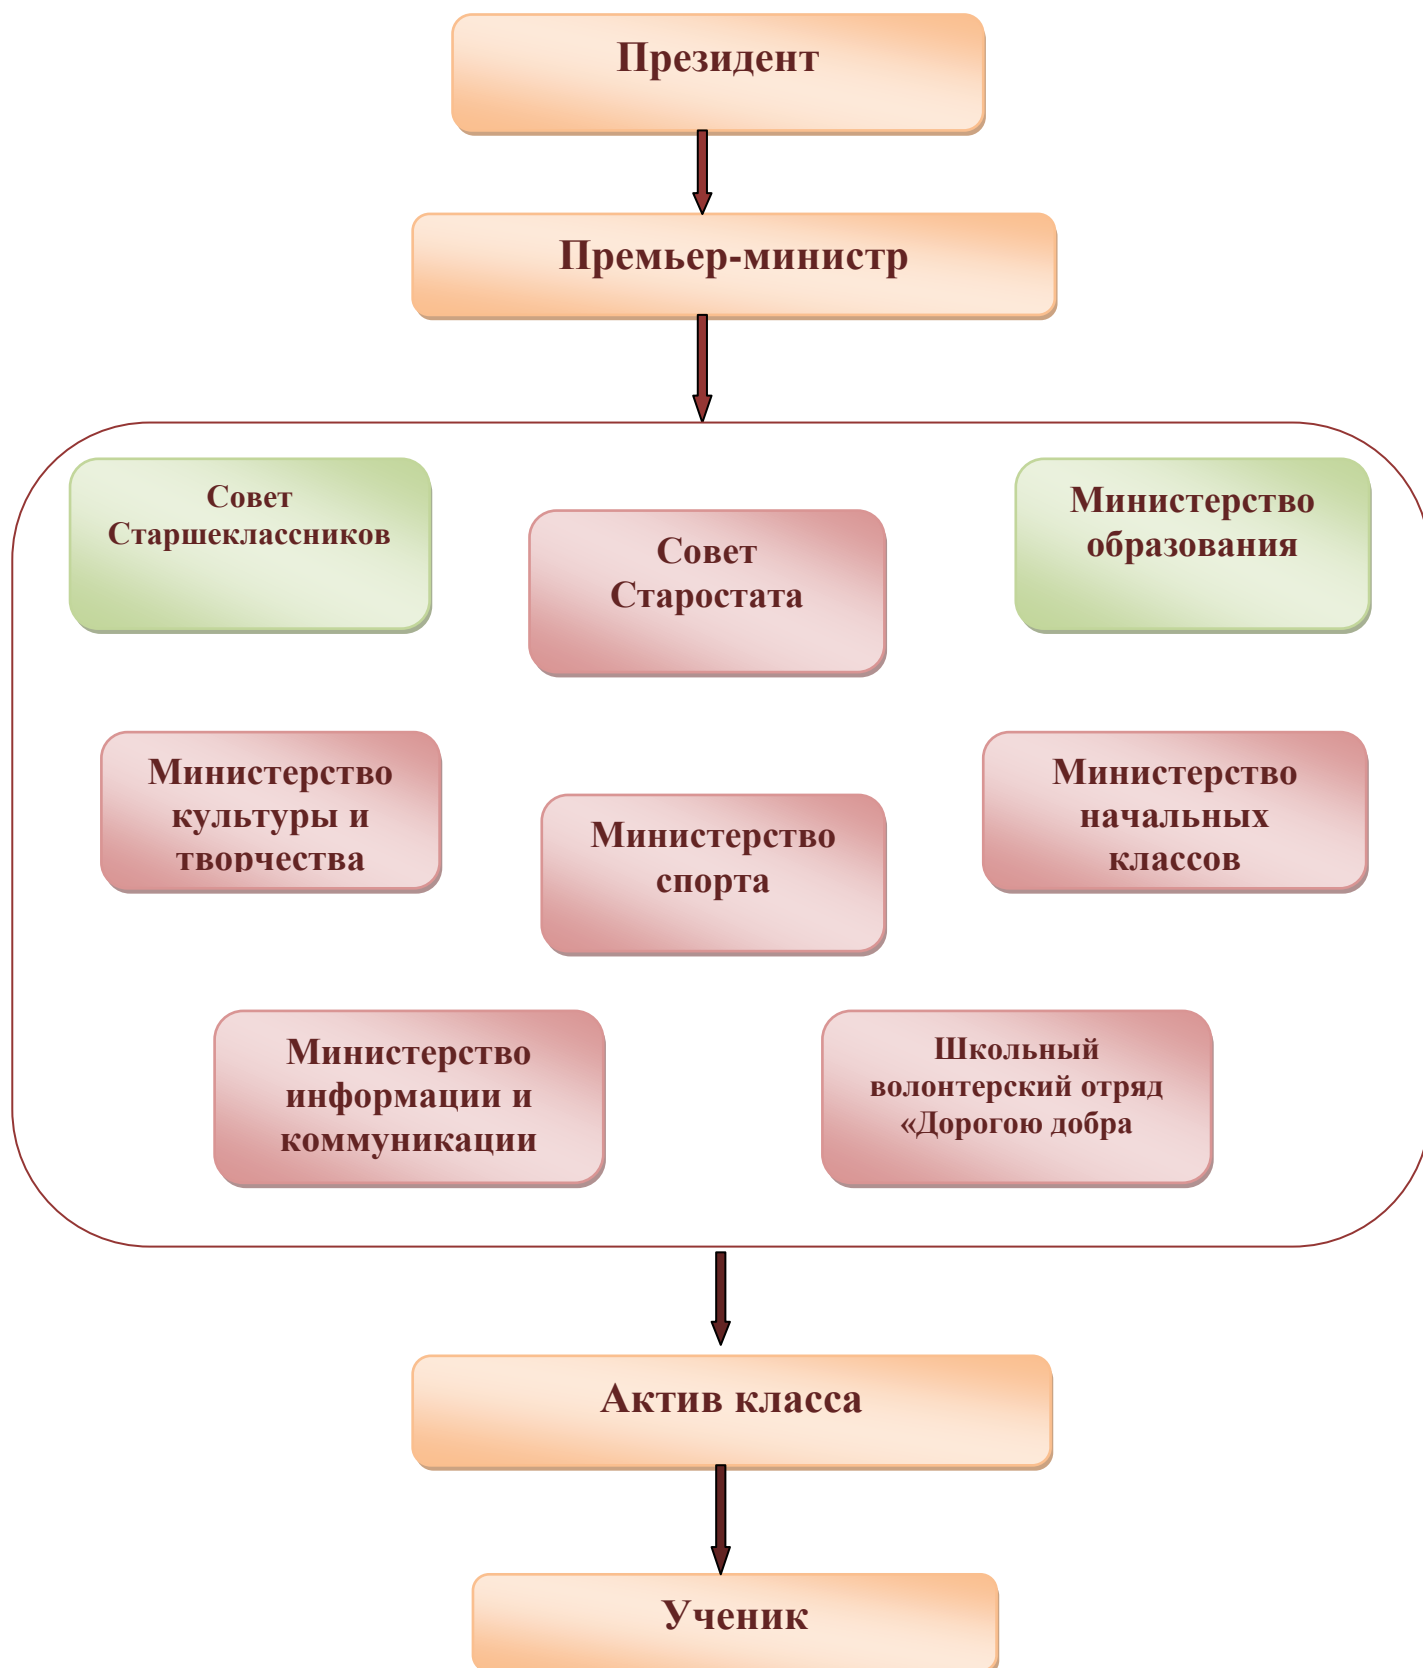 Президент
Премьер-министр
Совет
Старшеклассников
Совет
Старостата
Министерство
образования
Министерство
культуры и
творчества
Министерство
спорта
Министерство
начальных
классов
Министерство
информации и
коммуникации
Школьный
волонтерский отряд
«Дорогою добра
Актив класса
Ученик